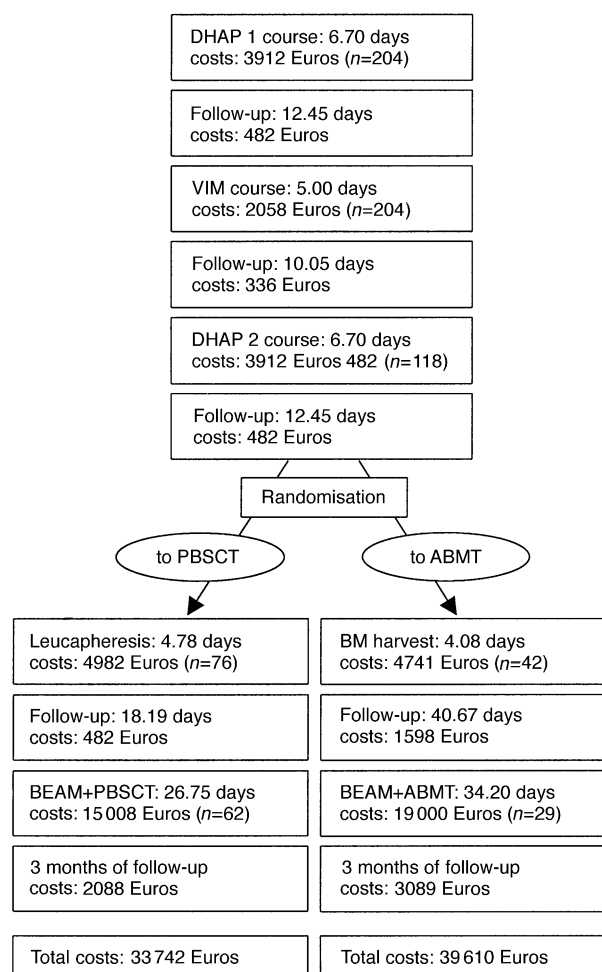 DHAP 1 course: 6.70 days
costs: 3912 Euros (n=204)
Follow-up: 12.45 days
costs: 482 Euros
VIM course: 5.00 days
costs: 2058 Euros (n=204)
Follow-up: 10.05 days
costs: 336 Euros
DHAP 2 course: 6.70 days
costs: 3912 Euros 482 (n=118)
Follow-up: 12.45 days
costs: 482 Euros
Randomisation
to PBSCT
to ABMT
Leucapheresis: 4.78 days
costs: 4982 Euros (n=76)
Follow-up: 18.19 days
costs: 482 Euros
BEAM+PBSCT: 26.75 days
costs: 15 008 Euros (n=62)
3 months of follow-up
costs: 2088 Euros
Total costs: 33 742 Euros
BM harvest: 4.08 days
costs: 4741 Euros (n=42)
Follow-up: 40.67 days
costs: 1598 Euros
BEAM+ABMT: 34.20 days
costs: 19 000 Euros (n=29)
3 months of follow-up
costs: 3089 Euros
Total costs: 39 610 Euros